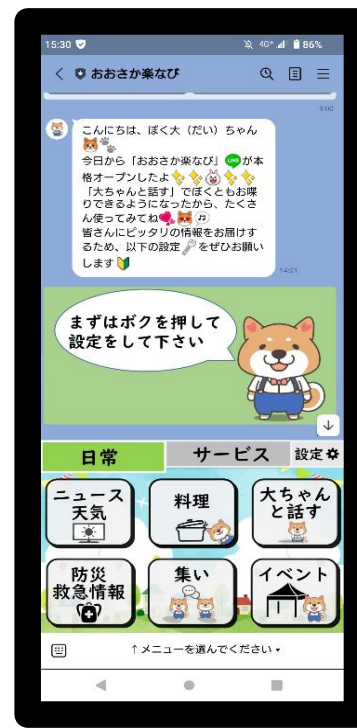 15:30
4G+ 86%
おおさか楽なび
9:00
こんにちは、ぼく大（だい）ちゃん
今日から「おおさか楽なび」LINEが本
格オープンしたよ
「大ちゃんと話す」でぼくともお喋
りできるようになったから、たくさ
ん使ってみてね
皆さんにピッタリの情報をお届けす
るため、以下の設定をぜひお願い
します
14:01
まずはボクを押して
設定をして下さい
日常 サービス 設定
ニュース
天気
料理
大ちゃん
と話す
防災
救急情報
集い
イベント
↑メニューを選んでください▾